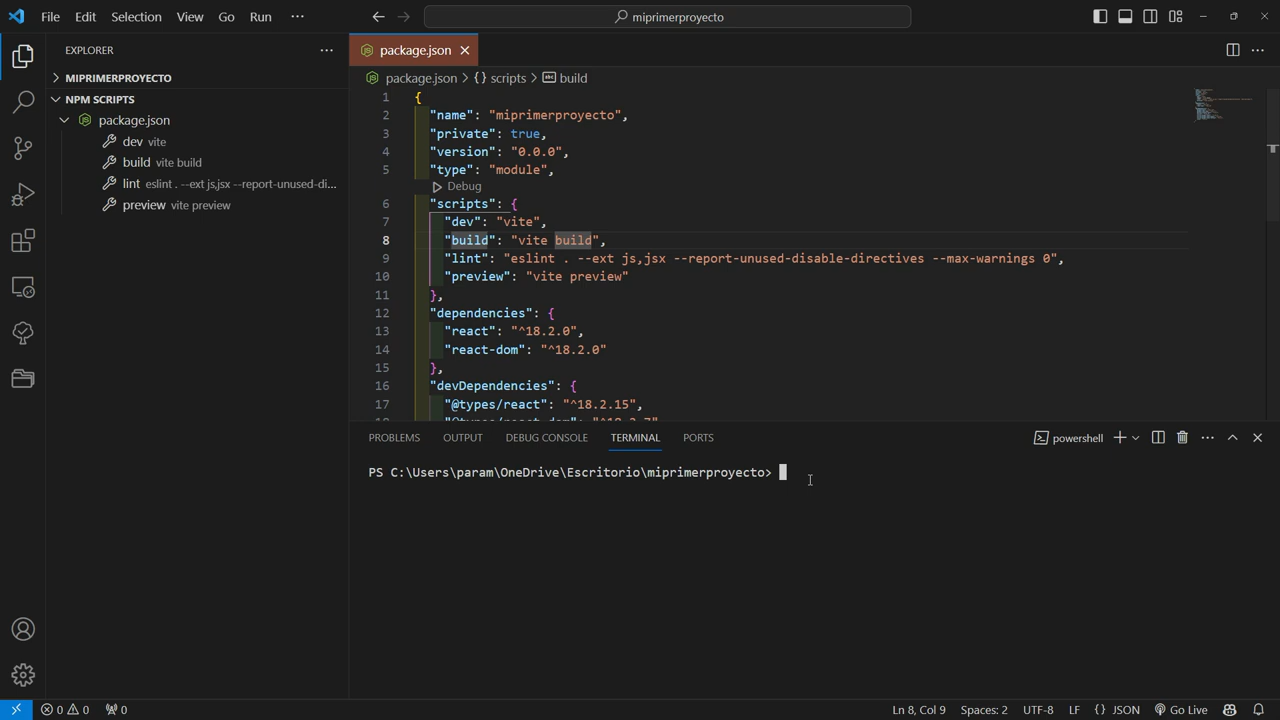 File Edit Selection View Go Run ···
miprimerproyecto
EXPLORER
MIPRIMERPROYECTO
NPM SCRIPTS
package.json
dev vite
build vite build
lint eslint . --ext js,jsx --report-unused-di...
preview vite preview
package.json
package.json > {} scripts > build
1 {
2 "name": "miprimerproyecto",
3 "private": true,
4 "version": "0.0.0",
5 "type": "module",
Debug
6 "scripts": {
7 "dev": "vite",
8 "build": "vite build",
9 "lint": "eslint . --ext js,jsx --report-unused-disable-directives --max-warnings 0",
10 "preview": "vite preview"
11 },
12 "dependencies": {
13 "react": "^18.2.0",
14 "react-dom": "^18.2.0"
15 },
16 "devDependencies": {
17 "@types/react": "^18.2.15",
PROBLEMS OUTPUT DEBUG CONSOLE TERMINAL PORTS
powershell
PS C:\Users\param\OneDrive\Escritorio\miprimerproyecto>
0 0 0
Ln 8, Col 9 Spaces: 2 UTF-8 LF {} JSON Go Live